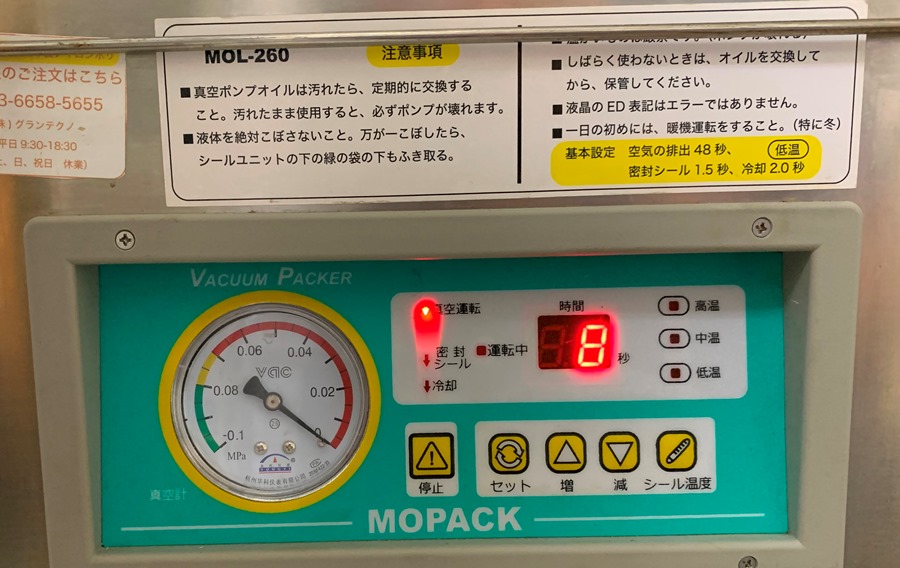 のご注文はこちら
3-6658-5655
株）グランテクノ
平日 9:30-18:30
土、日、祝日 休業）
MOL-260
注意事項
■真空ポンプオイルは汚れたら、定期的に交換する
こと。汚れたまま使用すると、必ずポンプが壊れます。
■液体を絶対こぼさないこと。万が一こぼしたら、
シールユニットの下の緑の袋の下もふき取る。
■しばらく使わないときは、オイルを交換して
から、保管してください。
■液晶の ED 表記はエラーではありません。
■一日の初めには、暖機運転をすること。（特に冬）
基本設定 空気の排出 48 秒、 低温
密封シール 1.5 秒、冷却 2.0 秒
VACUUM PACKER
0.06
0.04
vac
0.08
0.02
-0.1
0
MPa
2.5
真空計
真空運転
密封
シール
冷却
運転中
時間
8
秒
高温
中温
低温
停止
セット
増
減
シール温度
MOPACK